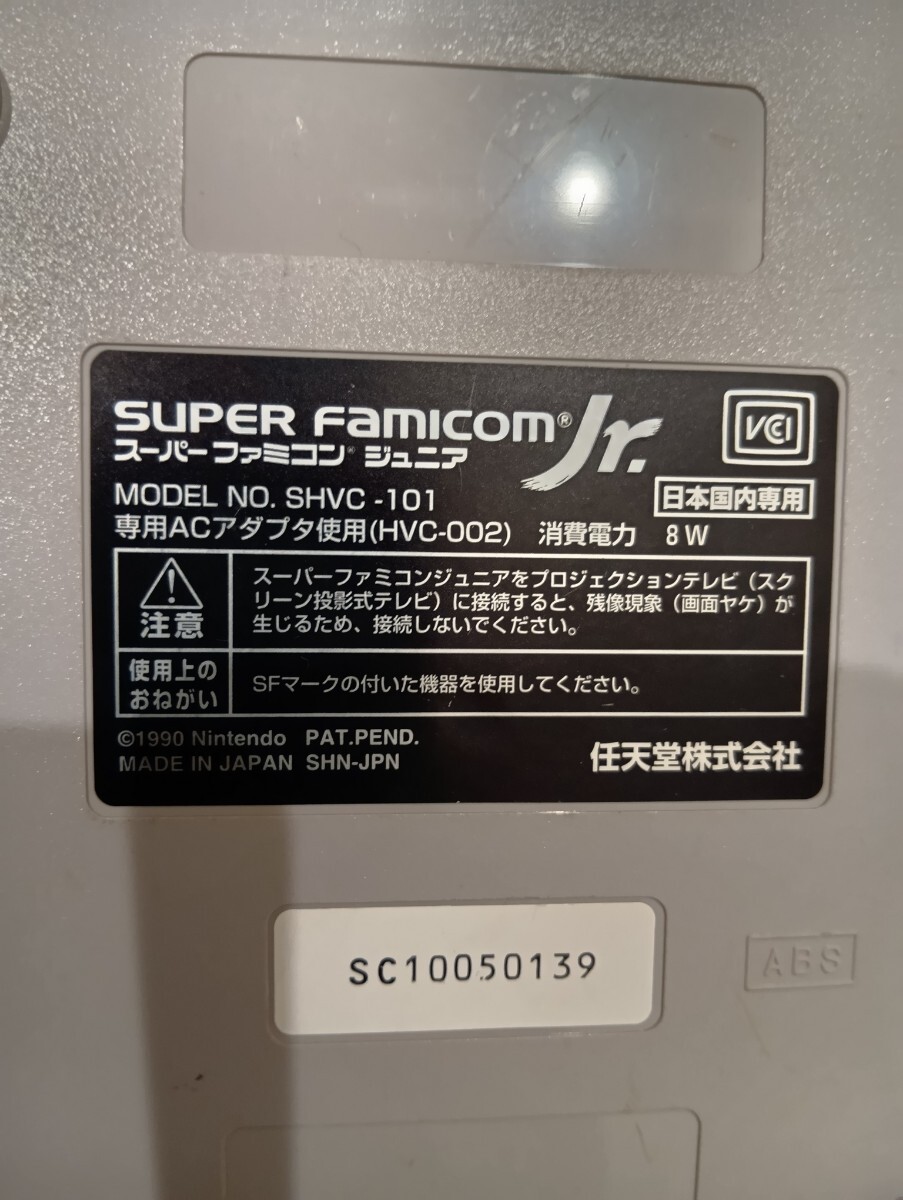 SUPER FAMICOM® Jr.
スーパーファミコン® ジュニア
VCI
MODEL NO. SHVC -101
日本国内専用
専用ACアダプタ使用(HVC-002) 消費電力 8W
注意
スーパーファミコンジュニアをプロジェクションテレビ(スク
リーン投影式テレビ)に接続すると、残像現象(画面ヤケ)が
生じるため、接続しないでください。
使用上の
おねがい
SFマークの付いた機器を使用してください。
©1990 Nintendo PAT.PEND.
MADE IN JAPAN SHN-JPN
任天堂株式会社
SC10050139
ABS